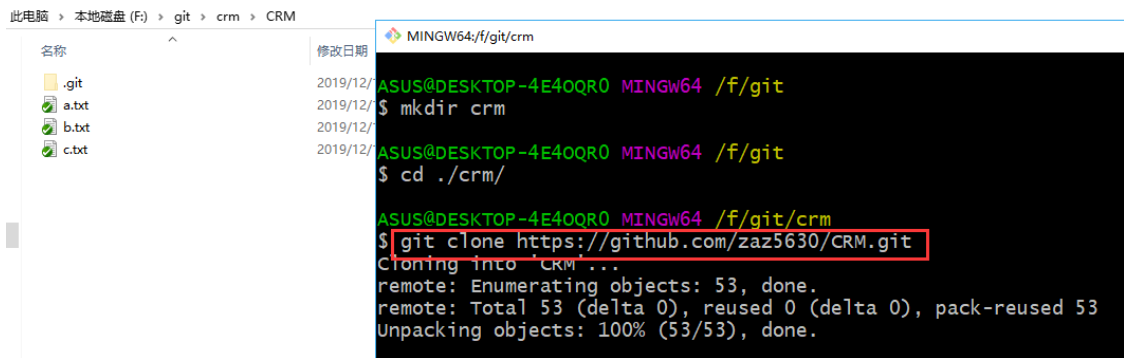 此电脑 > 本地磁盘 (F:) > git > crm > CRM
名称 修改日期
.git 2019/12/
a.txt 2019/12/
b.txt 2019/12/
c.txt 2019/12/
MINGW64:/f/git/crm
ASUS@DESKTOP-4E4OQR0 MINGW64 /f/git
$ mkdir crm
ASUS@DESKTOP-4E4OQR0 MINGW64 /f/git
$ cd ./crm/
ASUS@DESKTOP-4E4OQR0 MINGW64 /f/git/crm
$ git clone https://github.com/zaz5630/CRM.git
Cloning into 'CRM'...
remote: Enumerating objects: 53, done.
remote: Total 53 (delta 0), reused 0 (delta 0), pack-reused 53
Unpacking objects: 100% (53/53), done.